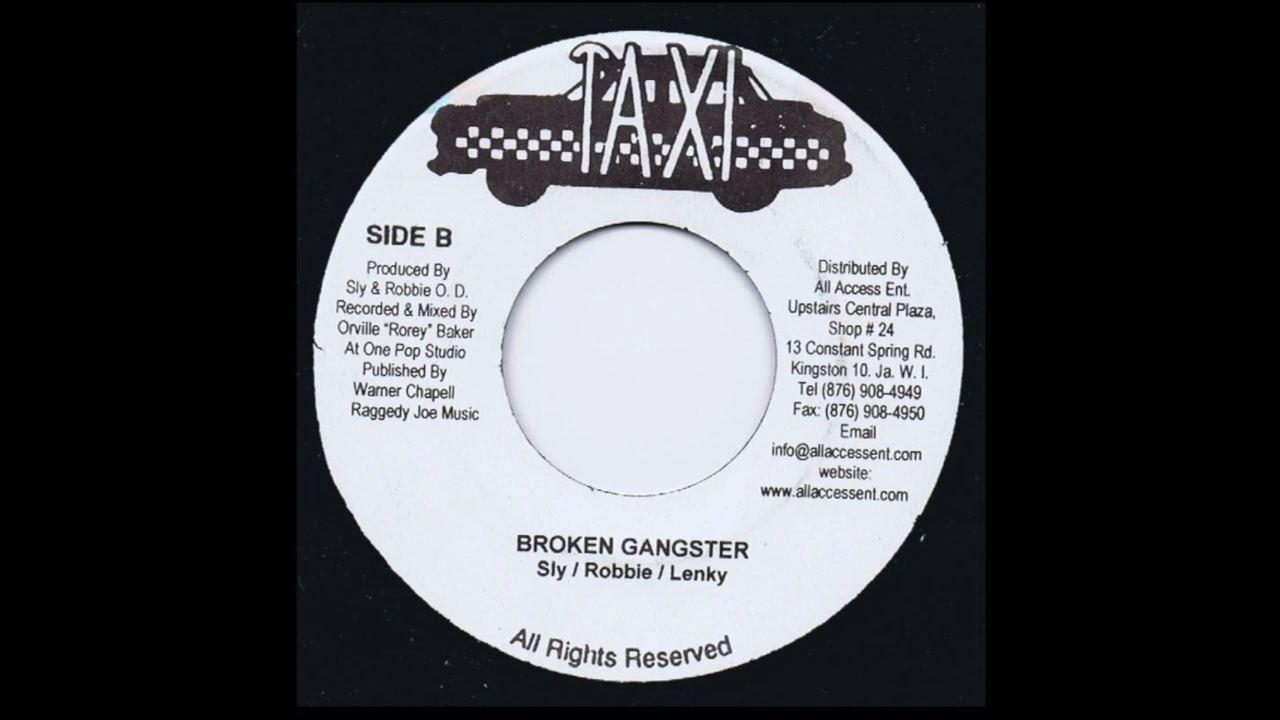 TAXI
SIDE B
Produced By
Sly & Robbie O. D.
Recorded & Mixed By
Orville "Rorey" Baker
At One Pop Studio
Published By
Warner Chapell
Raggedy Joe Music
Distributed By
All Access Ent.
Upstairs Central Plaza,
Shop # 24
13 Constant Spring Rd.
Kingston 10. Ja. W. I.
Tel (876) 908-4949
Fax: (876) 908-4950
Email
info@allaccessent.com
website:
www.allaccessent.com
BROKEN GANGSTER
Sly / Robbie / Lenky
All Rights Reserved